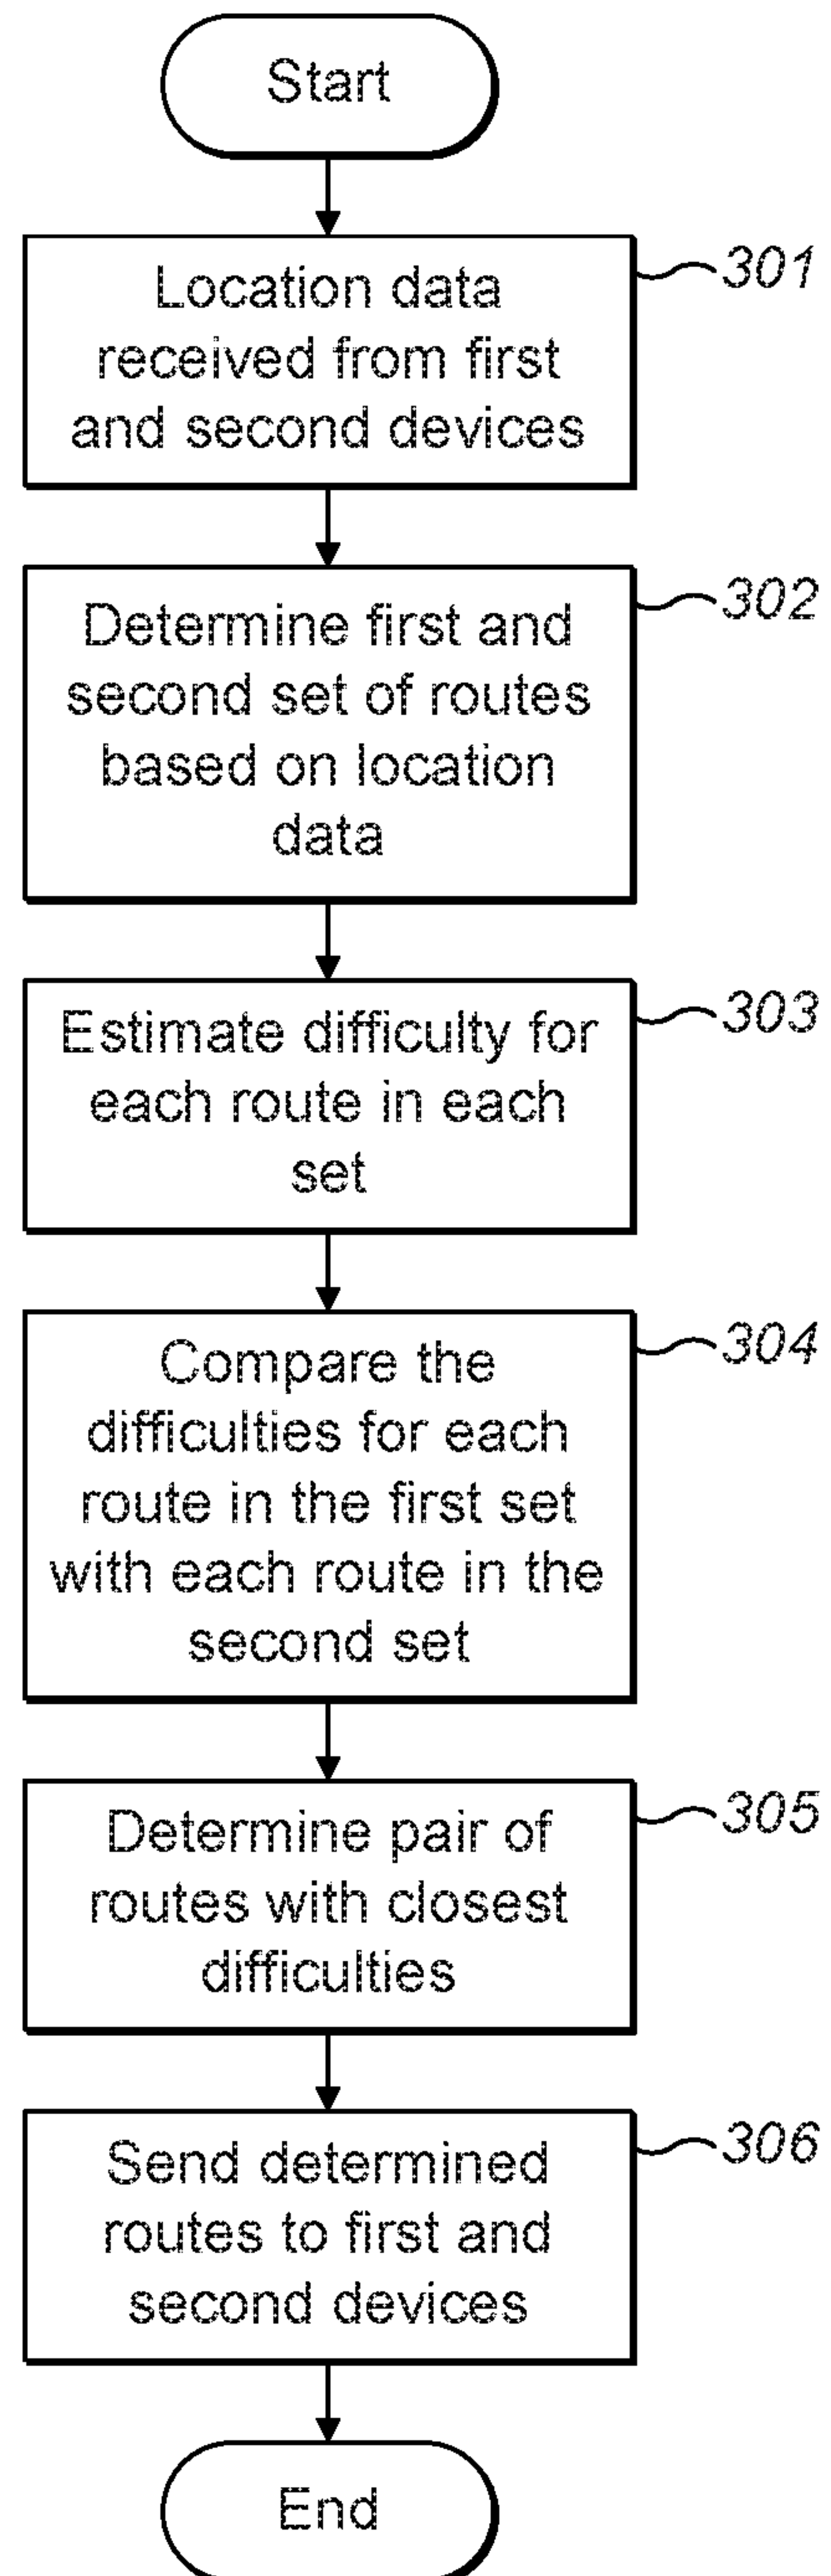 Start
Location data
received from first
and second devices
301
Determine first and
second set of routes
based on location
data
302
Estimate difficulty for
each route in each
set
303
Compare the
difficulties for each
route in the first set
with each route in the
second set
304
Determine pair of
routes with closest
difficulties
305
Send determined
routes to first and
second devices
306
End